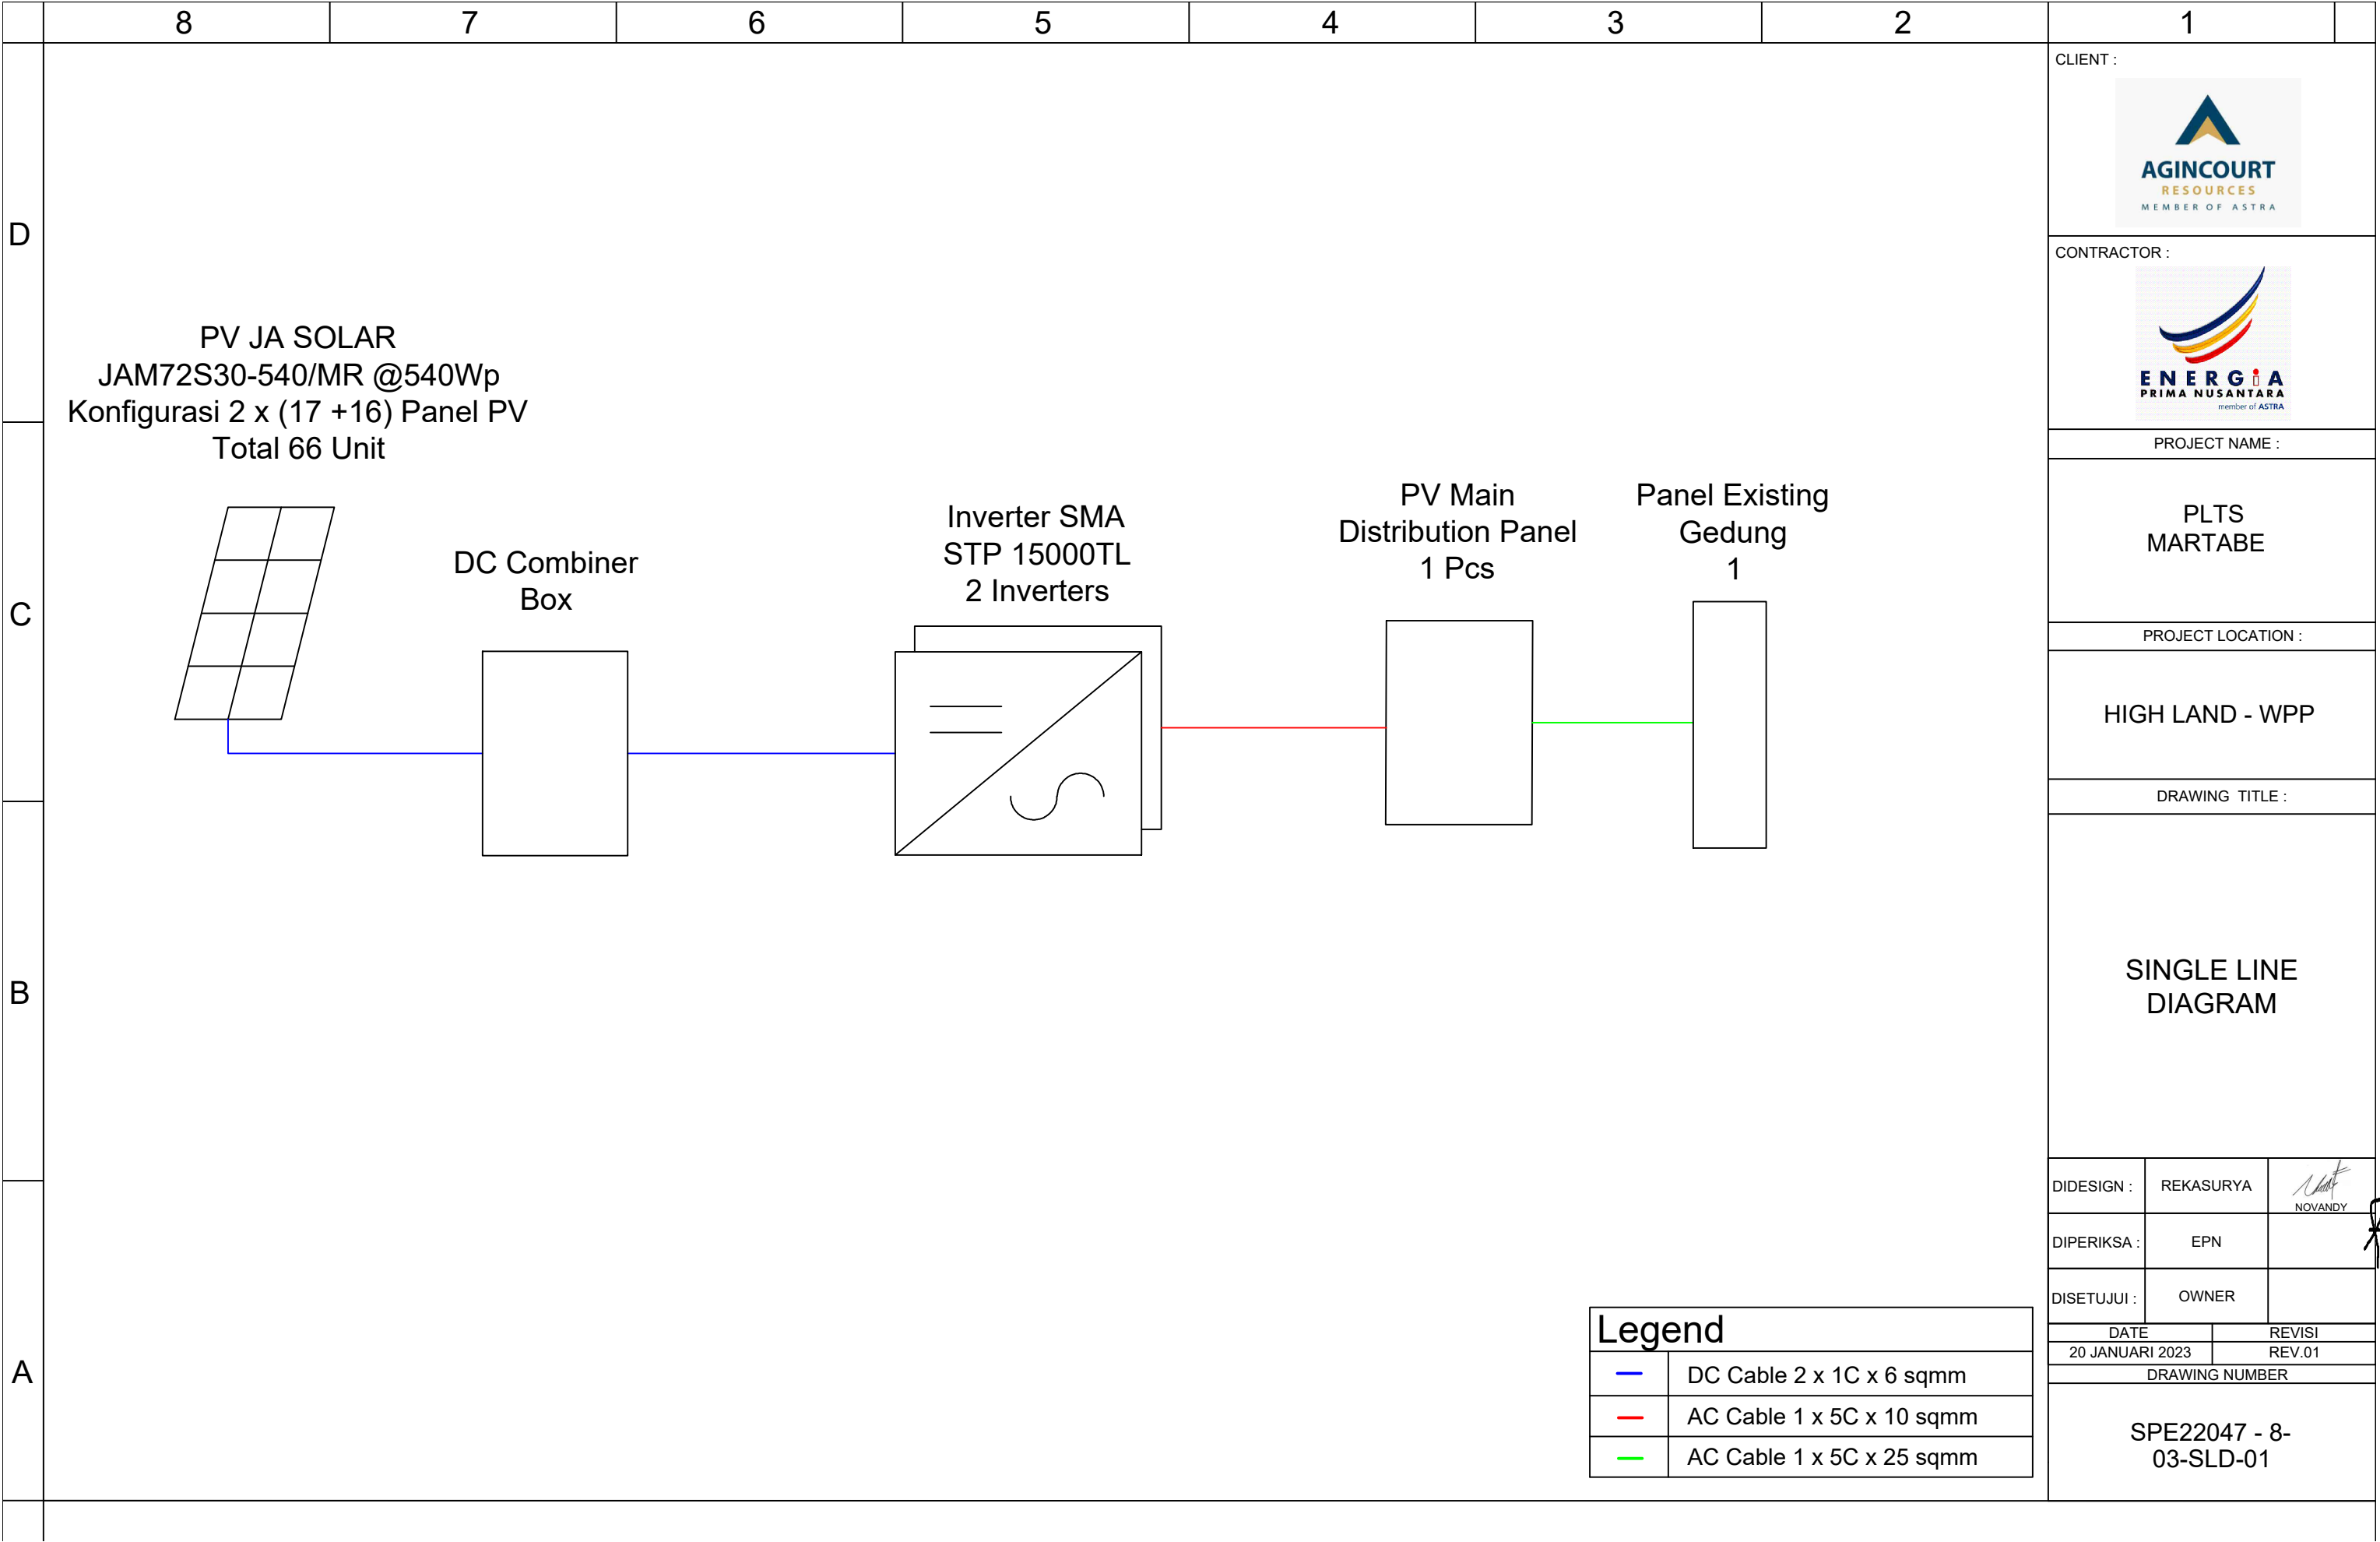 8 7 6 5 4 3 2 1
D
C
B
A
PV JA SOLAR
JAM72S30-540/MR @540Wp
Konfigurasi 2 x (17 +16) Panel PV
Total 66 Unit
DC Combiner
Box
Inverter SMA
STP 15000TL
2 Inverters
PV Main
Distribution Panel
1 Pcs
Panel Existing
Gedung
1
Legend
DC Cable 2 x 1C x 6 sqmm
AC Cable 1 x 5C x 10 sqmm
AC Cable 1 x 5C x 25 sqmm
CLIENT :
AGINCOURT
RESOURCES
MEMBER OF ASTRA
CONTRACTOR :
ENERGiA
PRIMA NUSANTARA
member of ASTRA
PROJECT NAME :
PLTS
MARTABE
PROJECT LOCATION :
HIGH LAND - WPP
DRAWING TITLE :
SINGLE LINE
DIAGRAM
DIDESIGN : REKASURYA
NOVANDY
DIPERIKSA : EPN
DISETUJUI : OWNER
DATE REVISI
20 JANUARI 2023 REV.01
DRAWING NUMBER
SPE22047 - 8-
03-SLD-01